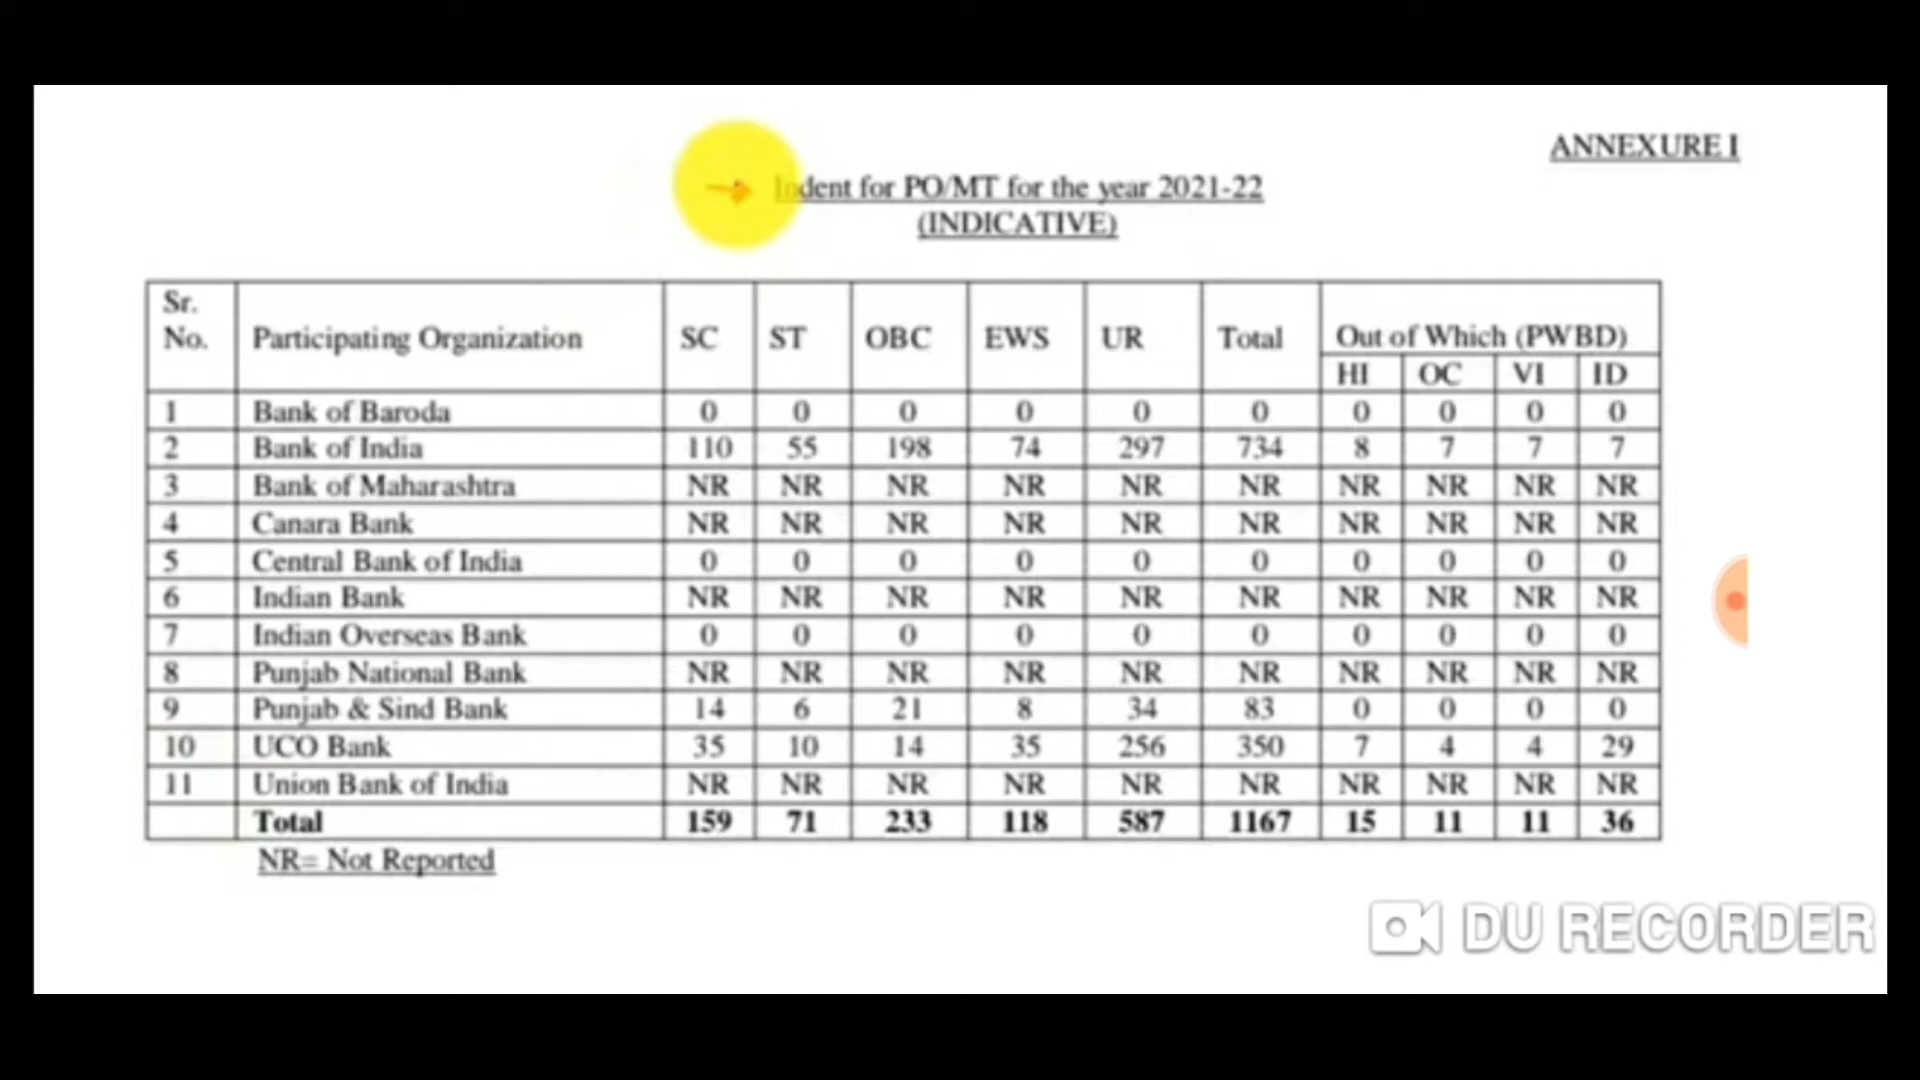 ANNEXURE I
Indent for PO/MT for the year 2021-22
(INDICATIVE)
Sr. No. Participating Organization SC ST OBC EWS UR Total Out of Which (PWBD)
HI OC VI ID
1 Bank of Baroda 0 0 0 0 0 0 0 0 0 0
2 Bank of India 110 55 198 74 297 734 8 7 7 7
3 Bank of Maharashtra NR NR NR NR NR NR NR NR NR NR
4 Canara Bank NR NR NR NR NR NR NR NR NR NR
5 Central Bank of India 0 0 0 0 0 0 0 0 0 0
6 Indian Bank NR NR NR NR NR NR NR NR NR NR
7 Indian Overseas Bank 0 0 0 0 0 0 0 0 0 0
8 Punjab National Bank NR NR NR NR NR NR NR NR NR NR
9 Punjab & Sind Bank 14 6 21 8 34 83 0 0 0 0
10 UCO Bank 35 10 14 35 256 350 7 4 4 29
11 Union Bank of India NR NR NR NR NR NR NR NR NR NR
Total 159 71 233 118 587 1167 15 11 11 36
NR= Not Reported
DU RECORDER